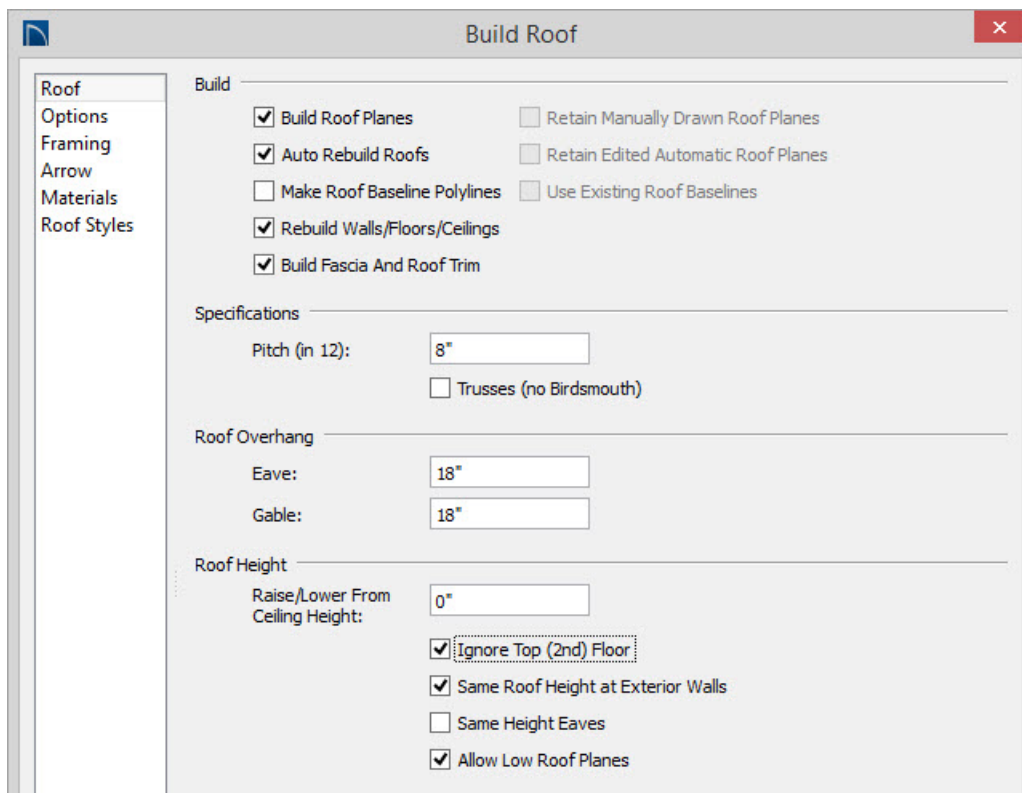 Build Roof
Roof
Options
Framing
Arrow
Materials
Roof Styles
Build
Build Roof Planes
Retain Manually Drawn Roof Planes
Auto Rebuild Roofs
Retain Edited Automatic Roof Planes
Make Roof Baseline Polylines
Use Existing Roof Baselines
Rebuild Walls/Floors/Ceilings
Build Fascia And Roof Trim
Specifications
Pitch (in 12):
8"
Trusses (no Birdsmouth)
Roof Overhang
Eave:
18"
Gable:
18"
Roof Height
Raise/Lower From
Ceiling Height:
0"
Ignore Top (2nd) Floor
Same Roof Height at Exterior Walls
Same Height Eaves
Allow Low Roof Planes